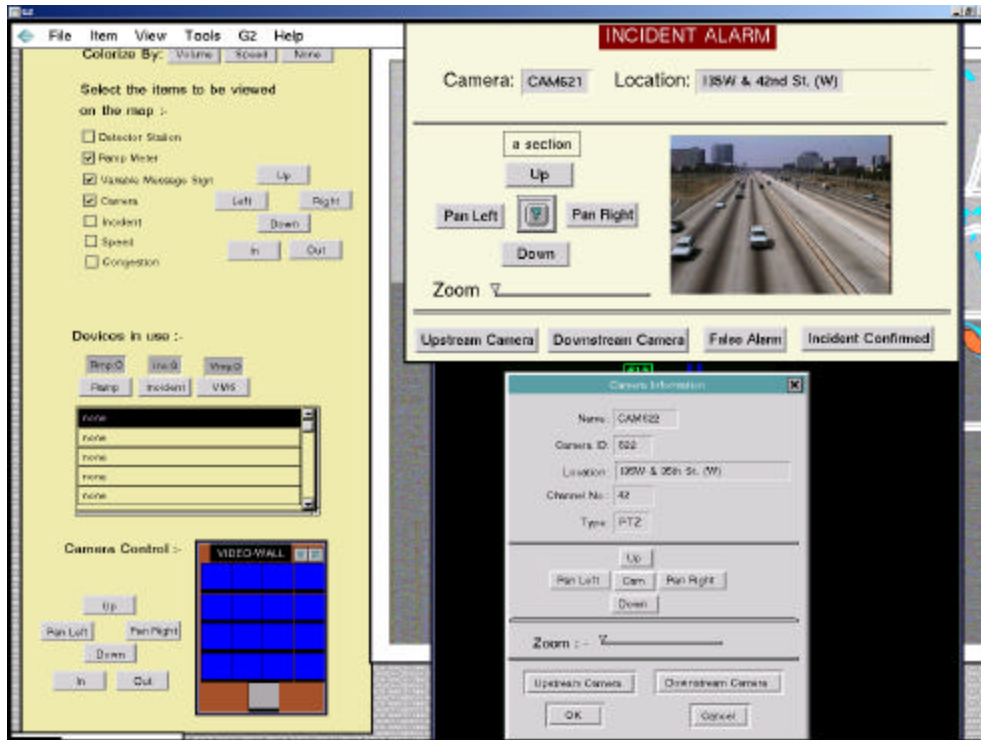 File Item View Tools G2 Help
Colorize By: Volume Speed None
Select the items to be viewed
on the map :-
Detector Station
Ramp Meter
Variable Message Sign
Camera
Incident
Speed
Congestion
Up
Left Right
Down
In Out
Devices in use :-
Ramp Incident VMS
none
none
none
none
none
Camera Control :-
VIDEO-WALL
Up
Pan Left Pan Right
Down
In Out
INCIDENT ALARM
Camera: CAM621 Location: I35W & 42nd St. (W)
a section
Up
Pan Left Pan Right
Down
Zoom
Upstream Camera Downstream Camera False Alarm Incident Confirmed
Camera Information
Name: CAM622
Camera ID: 622
Location: I35W & 35th St. (W)
Channel No.: 42
Type: PTZ
Up
Pan Left Cam Pan Right
Down
Zoom : -
Upstream Camera Downstream Camera
OK Cancel